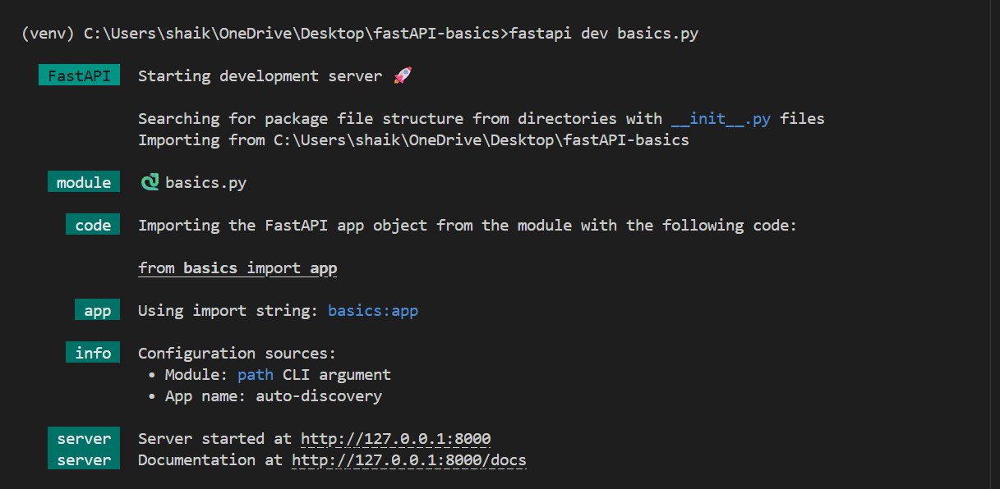 (venv) C:\Users\shaik\OneDrive\Desktop\fastAPI-basics>fastapi dev basics.py
FastAPI Starting development server 🚀
Searching for package file structure from directories with __init__.py files
Importing from C:\Users\shaik\OneDrive\Desktop\fastAPI-basics
module 🐍 basics.py
code Importing the FastAPI app object from the module with the following code:
from basics import app
app Using import string: basics:app
info Configuration sources:
• Module: path CLI argument
• App name: auto-discovery
server Server started at http://127.0.0.1:8000
server Documentation at http://127.0.0.1:8000/docs